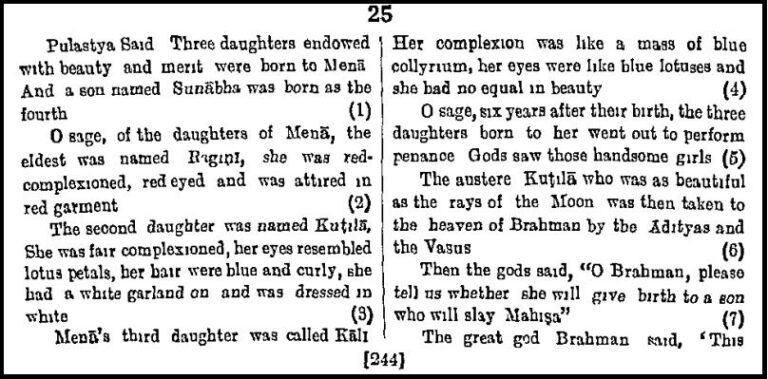 25
Pulastya Said Three daughters endowed
with beauty and merit were born to Menā
And a son named Sunābha was born as the
fourth (1)
O sage, of the daughters of Menā, the
eldest was named Rāgiṇī, she was red-
complexioned, red eyed and was attired in
red garment (2)
The second daughter was named Kuṭilā,
She was fair complexioned, her eyes resembled
lotus petals, her hair were blue and curly, she
had a white garland on and was dressed in
white (3)
Menā's third daughter was called Kālī
Her complexion was like a mass of blue
collyrium, her eyes were like blue lotuses and
she had no equal in beauty (4)
O sage, six years after their birth, the three
daughters born to her went out to perform
penance Gods saw those handsome girls (5)
The austere Kuṭilā who was as beautiful
as the rays of the Moon was then taken to
the heaven of Brahman by the Adityas and
the Vasus (6)
Then the gods said, "O Brahman, please
tell us whether she will give birth to a son
who will slay Mahiṣa" (7)
The great god Brahman said, 'This
[244]